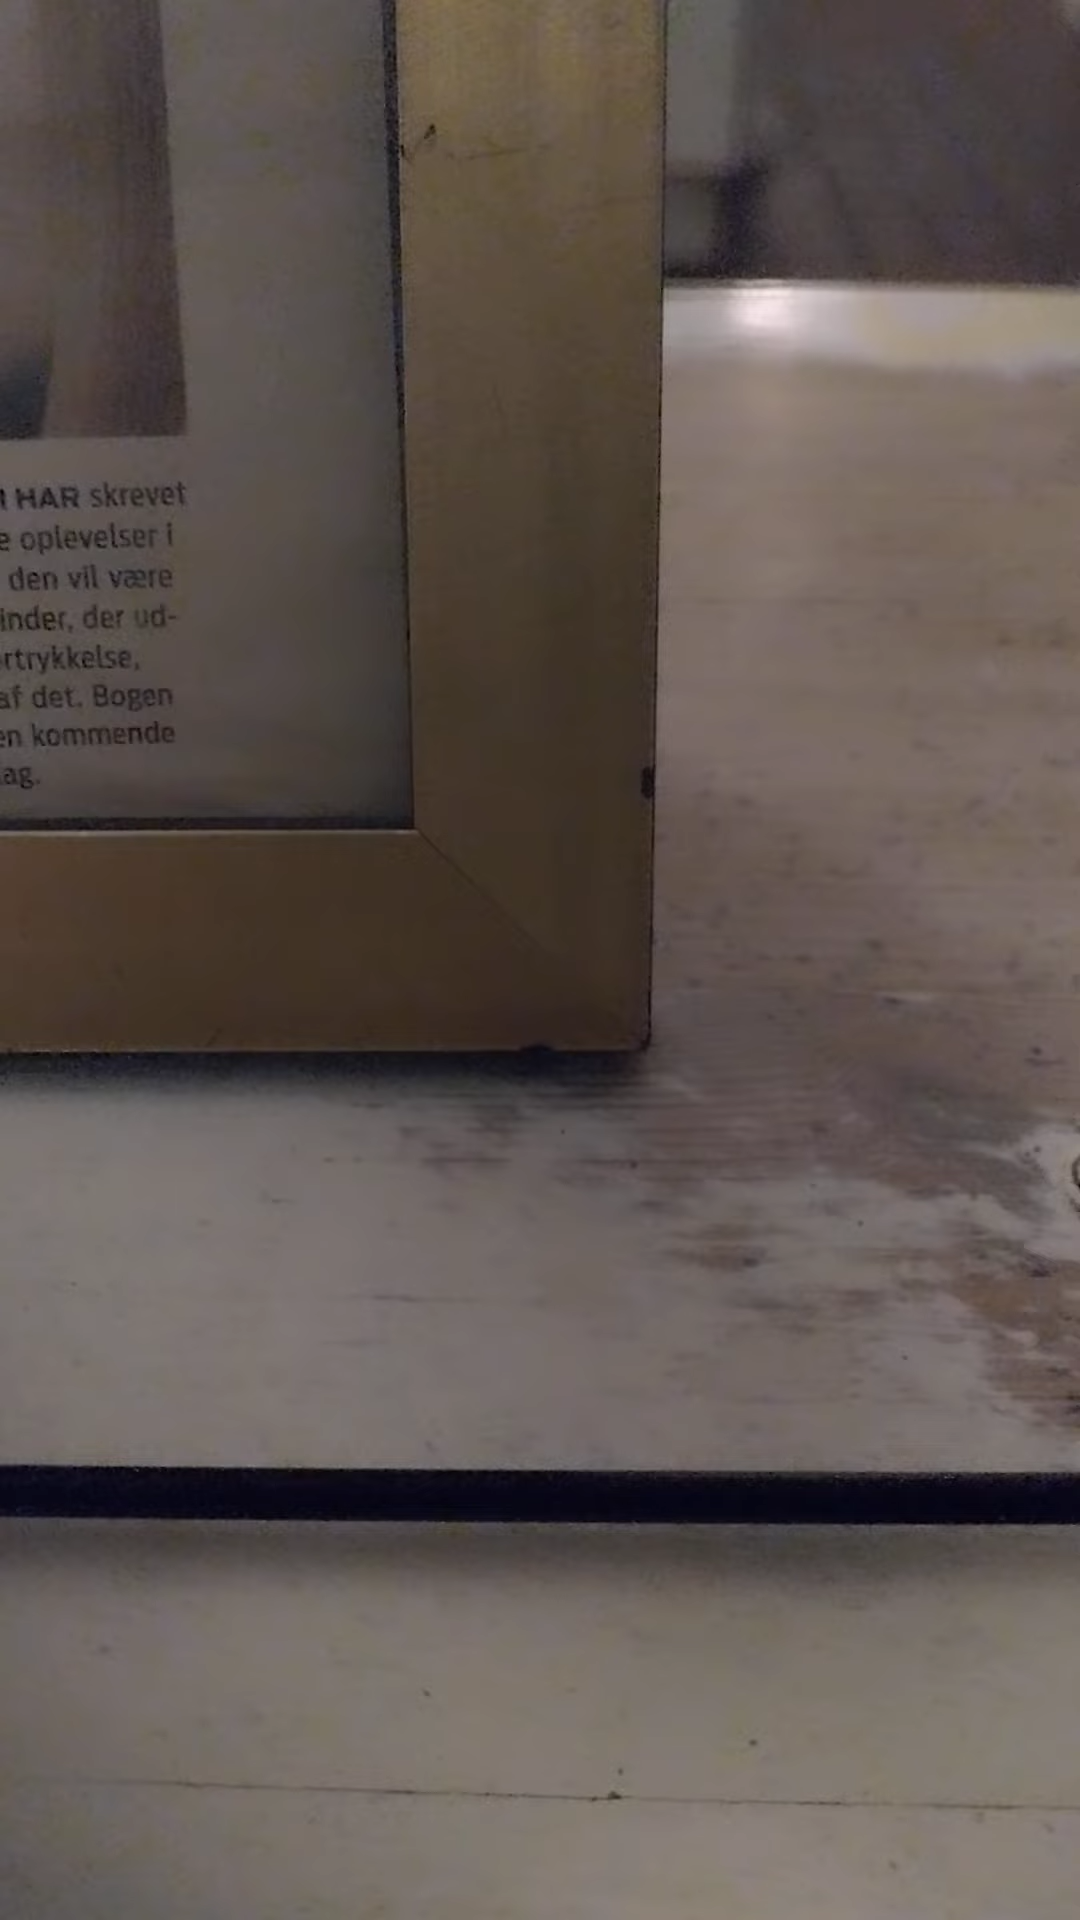 HAR skrevet
oplevelser i
den vil være
inder, der ud-
rtrykkelse,
af det. Bogen
en kommende
ag.